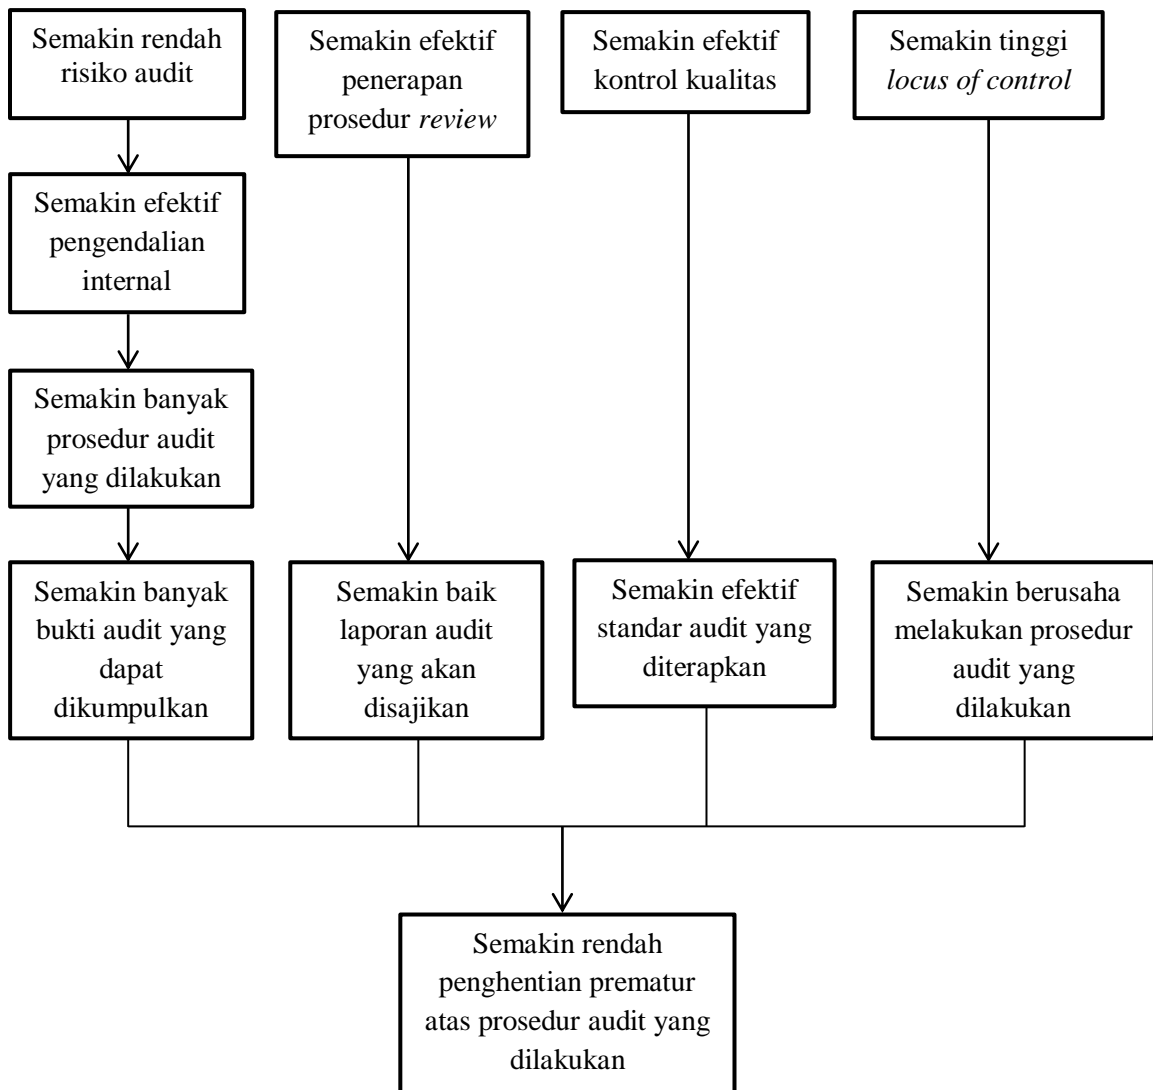 Semakin rendah
risiko audit
Semakin efektif
penerapan
prosedur review
Semakin efektif
kontrol kualitas
Semakin tinggi
locus of control
Semakin efektif
pengendalian
internal
Semakin banyak
prosedur audit
yang dilakukan
Semakin banyak
bukti audit yang
dapat
dikumpulkan
Semakin baik
laporan audit
yang akan
disajikan
Semakin efektif
standar audit yang
diterapkan
Semakin berusaha
melakukan prosedur
audit yang
dilakukan
Semakin rendah
penghentian prematur
atas prosedur audit yang
dilakukan